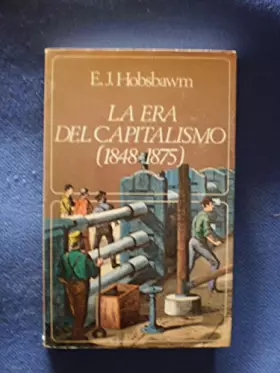 E. J. Hobsbawm
LA ERA
DEL CAPITALISMO
(1848-1875)